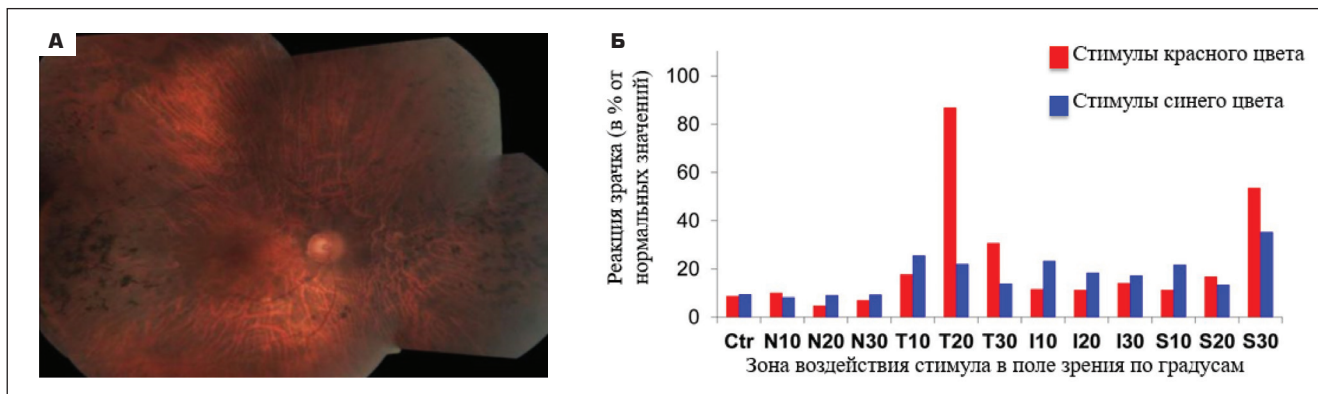 А
Б
Стимулы красного цвета
Стимулы синего цвета
Реакция зрачка (в % от
нормальных значений)
100
80
60
40
20
0
Ctr N10 N20 N30 T10 T20 T30 I10 I20 I30 S10 S20 S30
Зона воздействия стимула в поле зрения по градусам